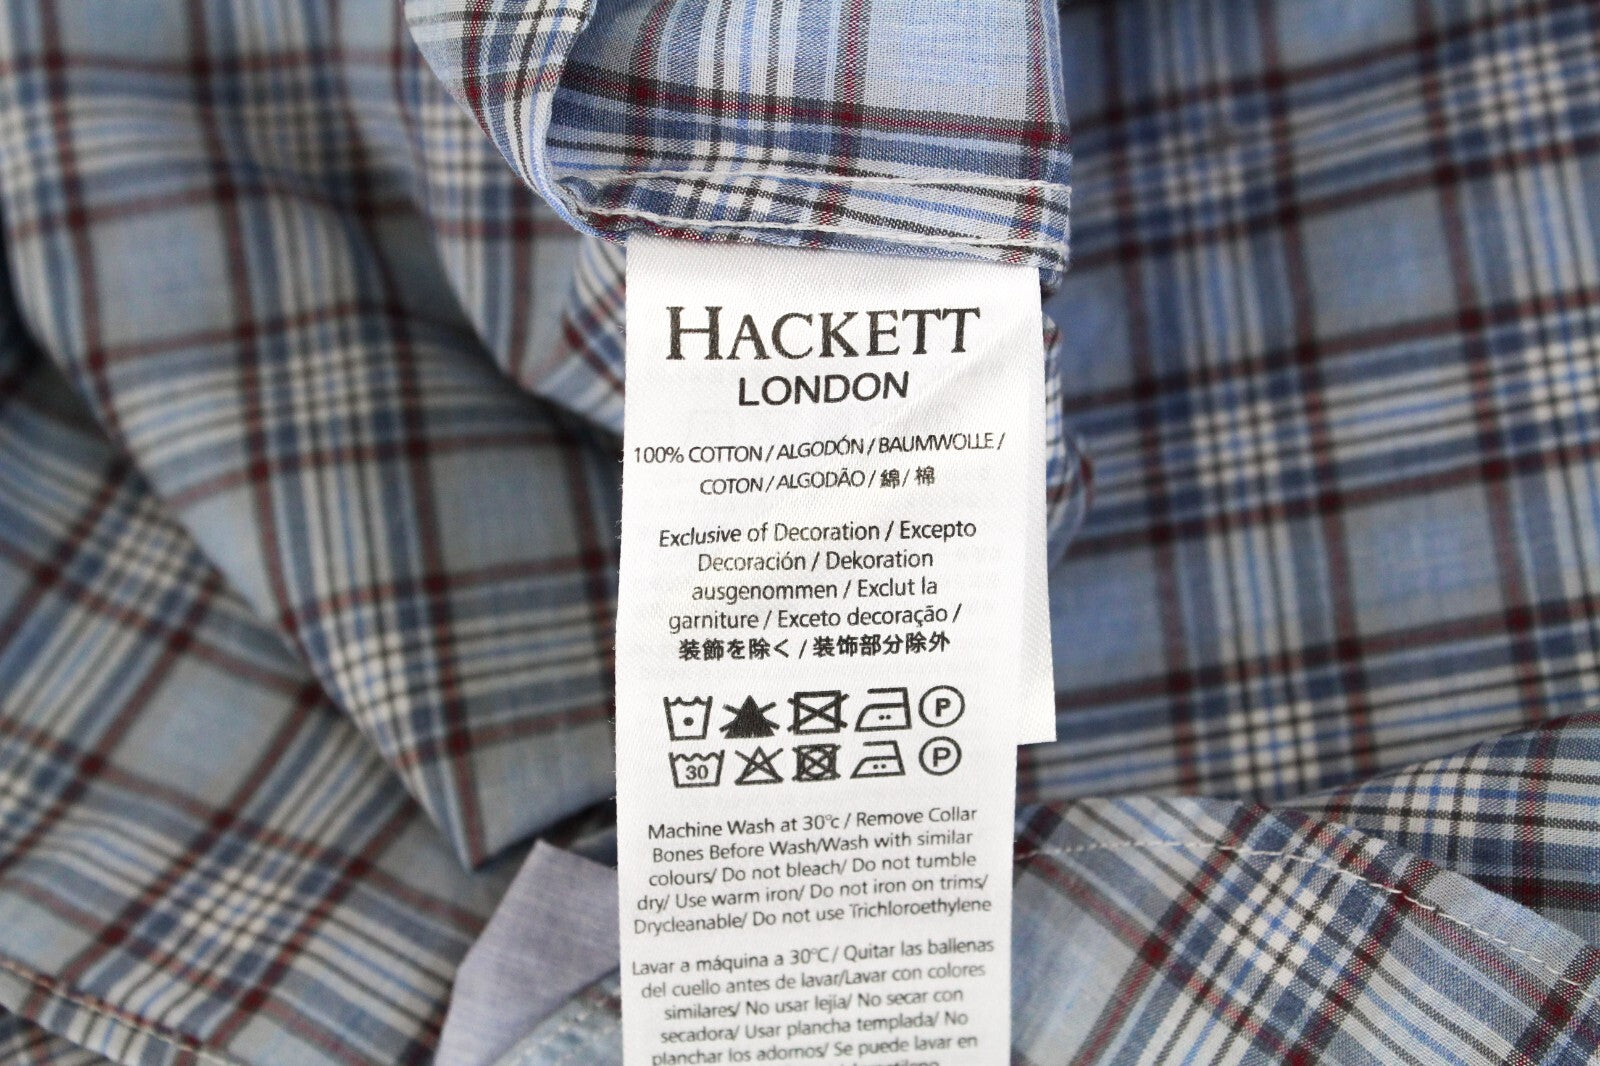 HACKETT
LONDON
100% COTTON / ALGODÓN / BAUMWOLLE /
COTON / ALGODÃO / 綿 / 棉
Exclusive of Decoration / Excepto
Decoración / Dekoration
ausgenommen / Exclut la
garniture / Exceto decoração /
装飾を除く / 装饰部分除外
P
30 P
Machine Wash at 30°c / Remove Collar
Bones Before Wash/Wash with similar
colours/ Do not bleach/ Do not tumble
dry/ Use warm iron/ Do not iron on trims/
Drycleanable/ Do not use Trichloroethylene
Lavar a máquina a 30°C / Quitar las ballenas
del cuello antes de lavar/Lavar con colores
similares/ No usar lejía/ No secar con
secadora/ Usar plancha templada/ No
planchar los adornos/ Se puede lavar en